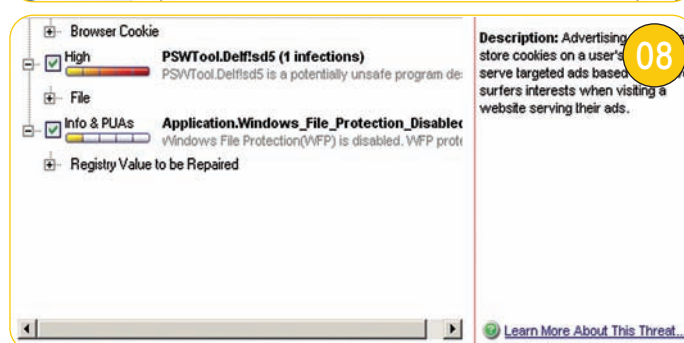 Browser Cookie
High PSWTool.Delf!sd5 (1 infections)
PSWTool.Delf!sd5 is a potentially unsafe program
File
Info & PUAs Application.Windows_File_Protection_Disabled
Windows File Protection(WFP) is disabled. WFP
Registry Value to be Repaired
Description: Advertising
store cookies on a user's
serve targeted ads based
surfers interests when visiting a
website serving their ads.
08
Learn More About This Threat...